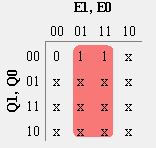 E1, E0
00 01 11 10
Q1, Q0
00 0 1 1 x
01 x x x x
11 x x x x
10 x x x x